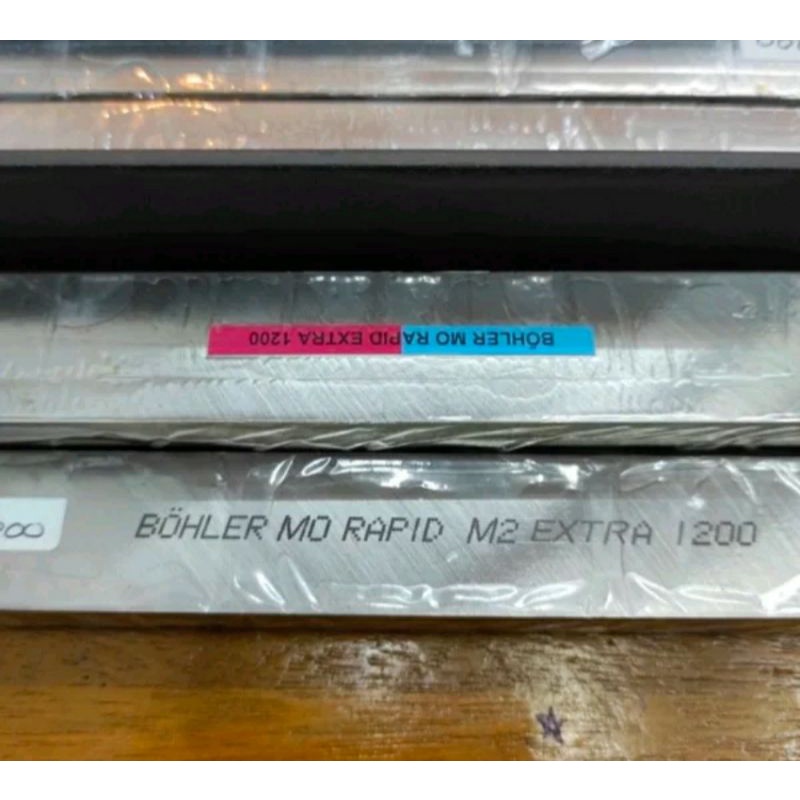 BÖHLER MO RAPID EXTRA 1200
BÖHLER MO RAPID M2 EXTRA 1200